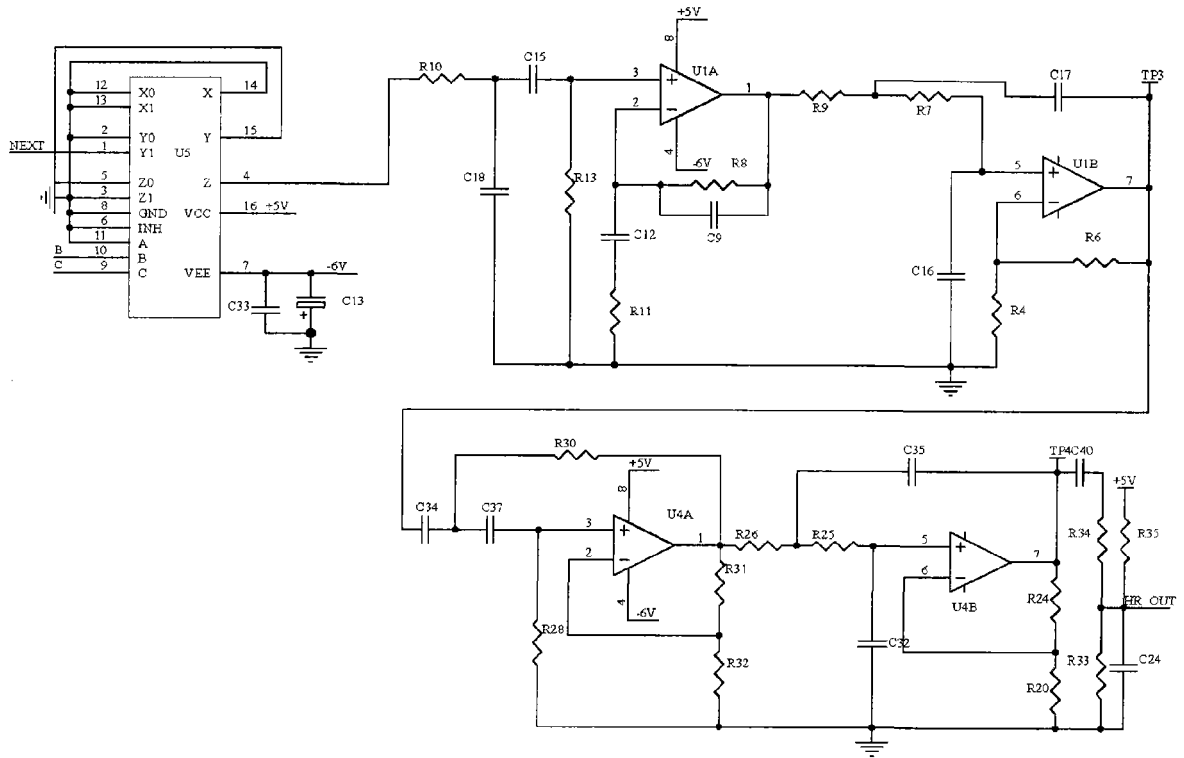 +5V
8
U1A
R10
C15
3
2
1
4
-6V
R8
C9
C18
R13
C12
R11
R9
R7
C17
TP3
5
6
7
U1B
R6
C16
R4
12 X0 X 14
13 X1
2 Y0 Y 15
NEXT 1 Y1 U5
5 Z0 Z 4
3 Z1
8 GND VCC 16 +5V
6 INH
11 A
B 10 B
C 9 C VEE 7 -6V
C33
C13
+
R30
+5V
8
U4A
C34
C37
3
2
1
4
-6V
R28
R31
R32
R26
R25
C35
C32
5
6
7
U4B
TP4C40
R24
R20
R34
+5V
R35
HR OUT
R33
C24